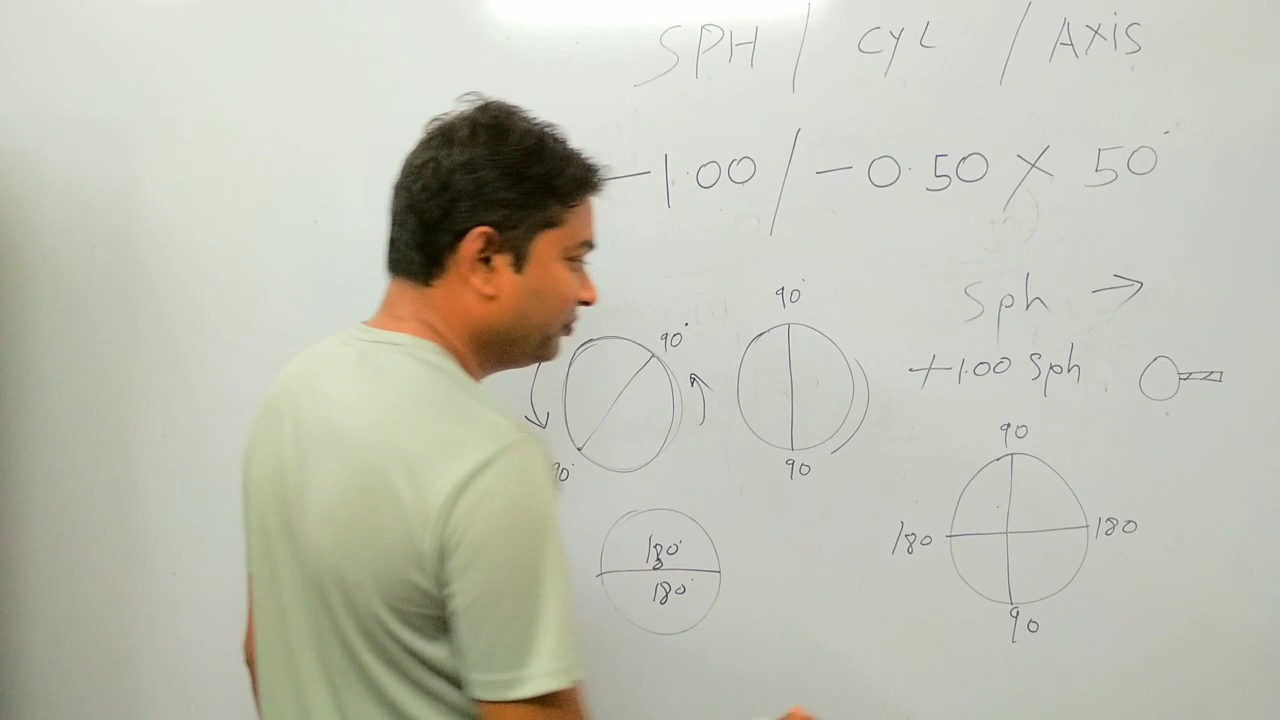 SPH / CYL / AXIS
-1.00 / -0.50 X 50°
Sph →
+1.00 Sph
90°
90
90°
90°
180°
180°
90
180 180
90